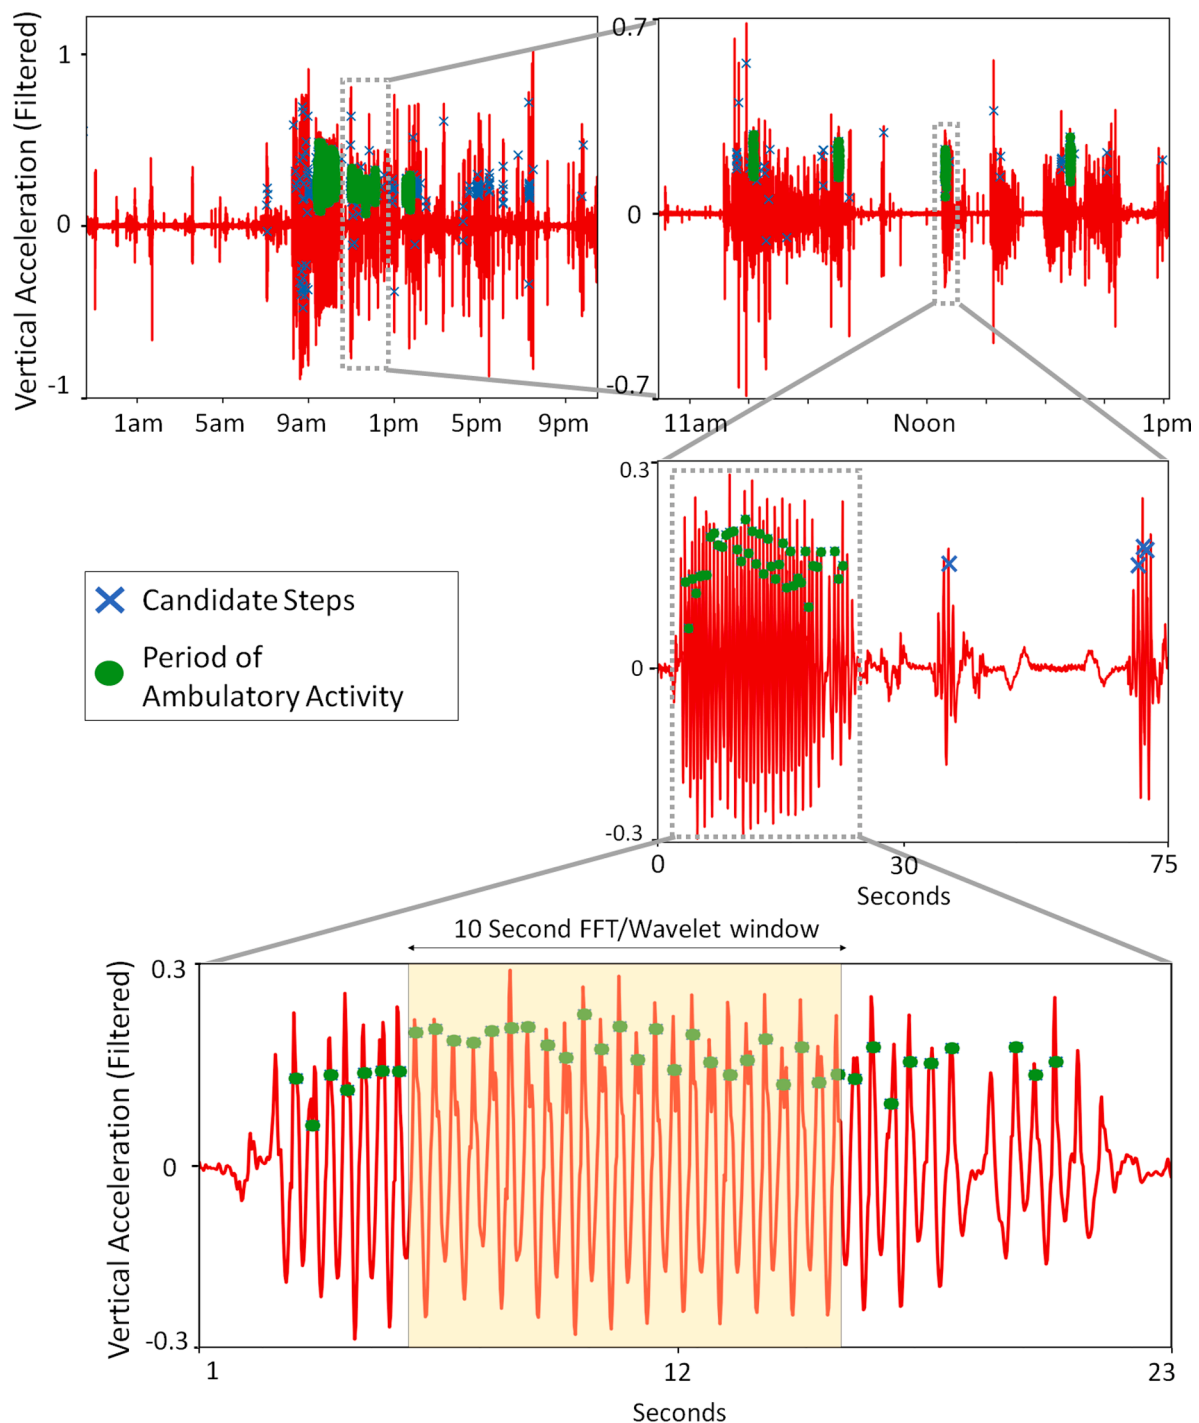 Vertical Acceleration (Filtered)
1
0
-1
1am 5am 9am 1pm 5pm 9pm
0.7
0
-0.7
11am Noon 1pm
0.3
0
-0.3
0 30 75
Seconds
Candidate Steps
Period of
Ambulatory Activity
10 Second FFT/Wavelet window
Vertical Acceleration (Filtered)
0.3
0
-0.3
1 12 23
Seconds